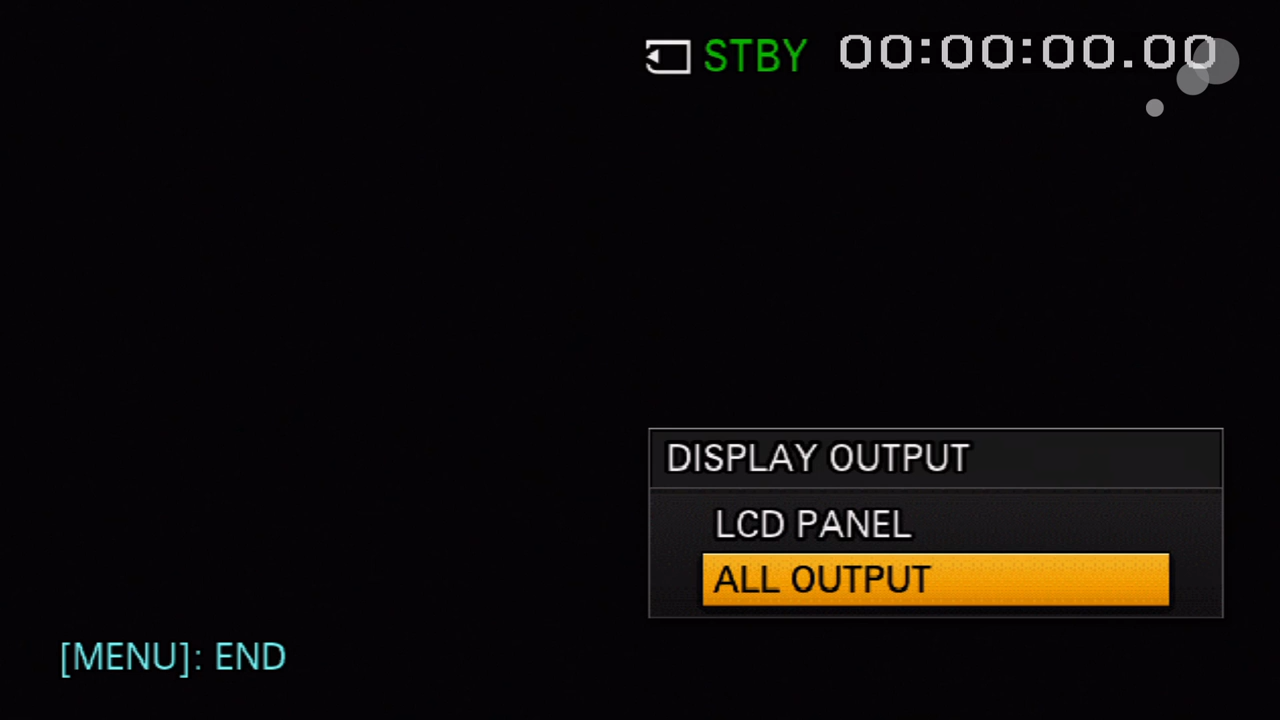 STBY 00:00:00.00
DISPLAY OUTPUT
LCD PANEL
ALL OUTPUT
[MENU]: END